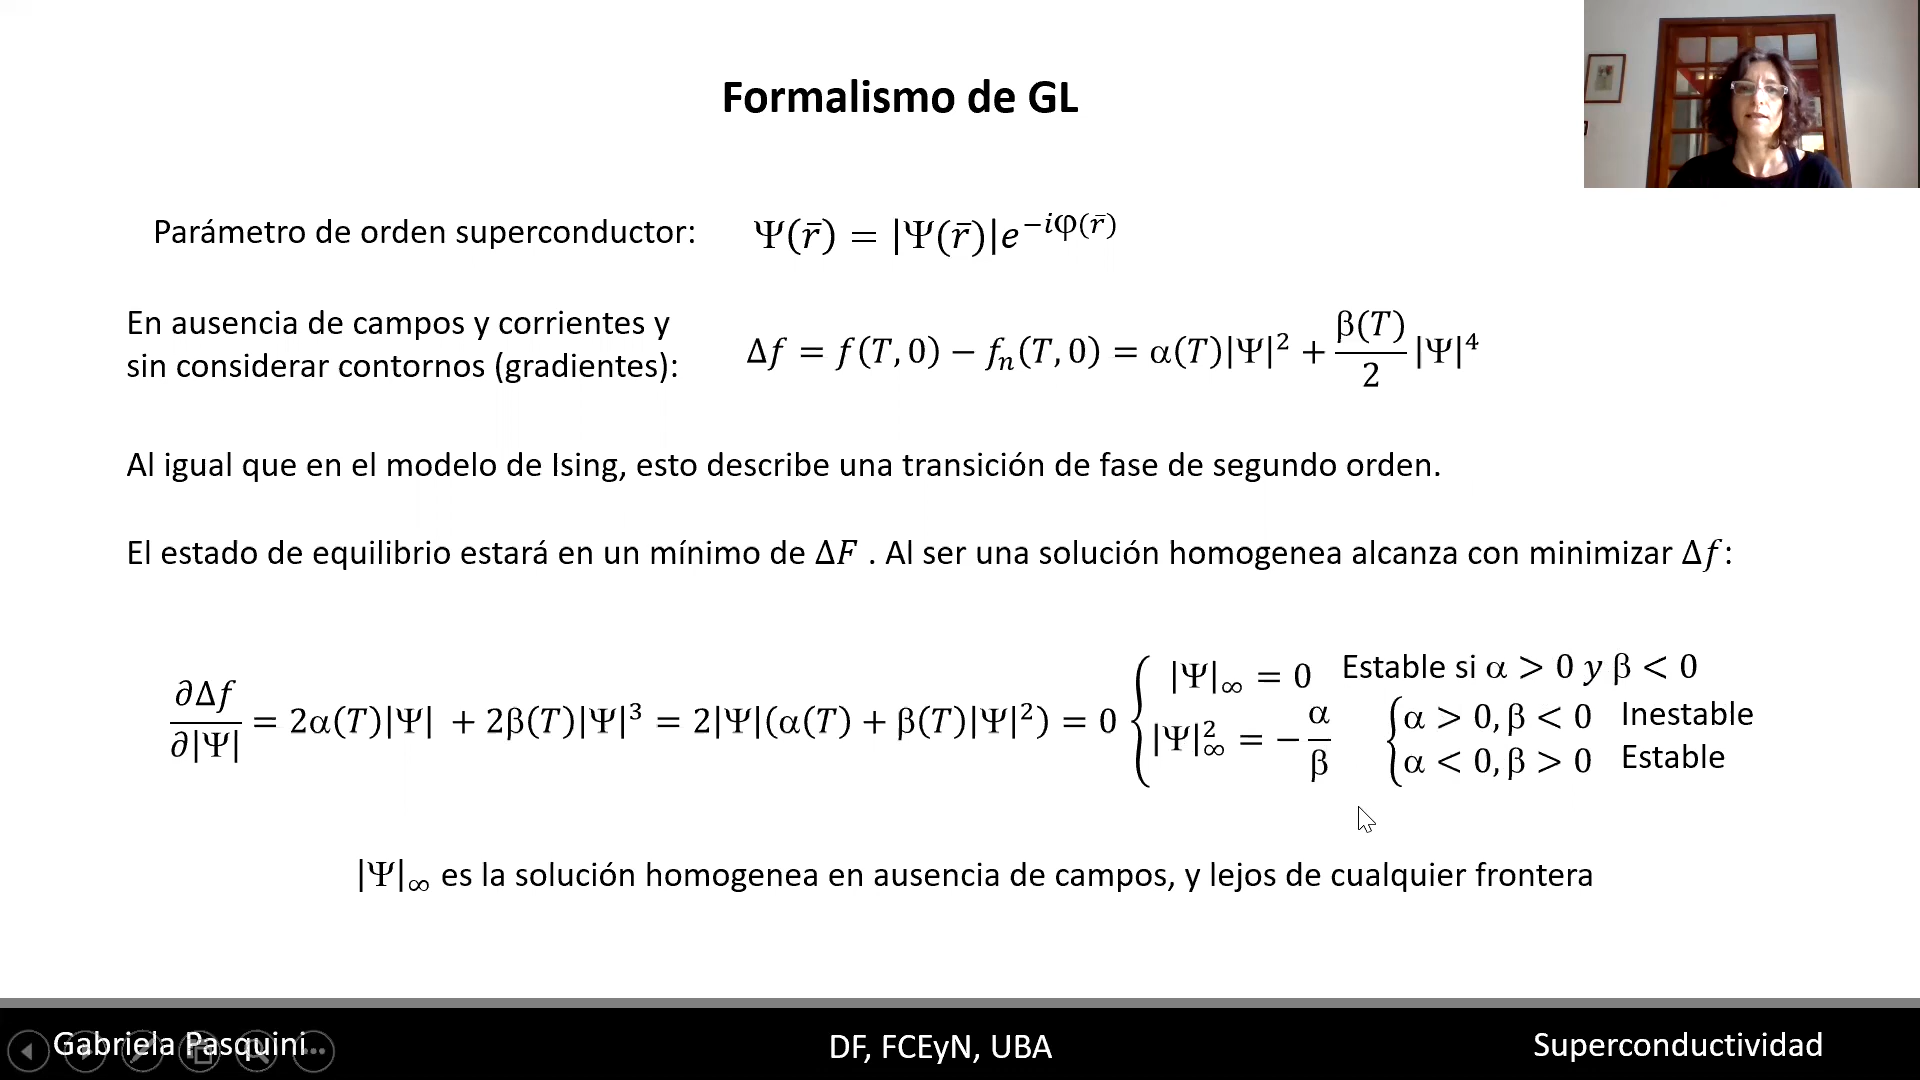 Formalismo de GL
Parámetro de orden superconductor: Ψ(r̄) = |Ψ(r̄)|e^{−iφ(r̄)}
En ausencia de campos y corrientes y
sin considerar contornos (gradientes): Δf = f(T, 0) − fₙ(T, 0) = α(T)|Ψ|² + β(T)/2 |Ψ|⁴
Al igual que en el modelo de Ising, esto describe una transición de fase de segundo orden.
El estado de equilibrio estará en un mínimo de ΔF . Al ser una solución homogenea alcanza con minimizar Δf:
∂Δf/∂|Ψ| = 2α(T)|Ψ| + 2β(T)|Ψ|³ = 2|Ψ|(α(T) + β(T)|Ψ|²) = 0
|Ψ|∞ = 0 Estable si α > 0 y β < 0
|Ψ|²∞ = − α/β
α > 0, β < 0 Inestable
α < 0, β > 0 Estable
|Ψ|∞ es la solución homogenea en ausencia de campos, y lejos de cualquier frontera
Gabriela Pasquini
DF, FCEyN, UBA
Superconductividad